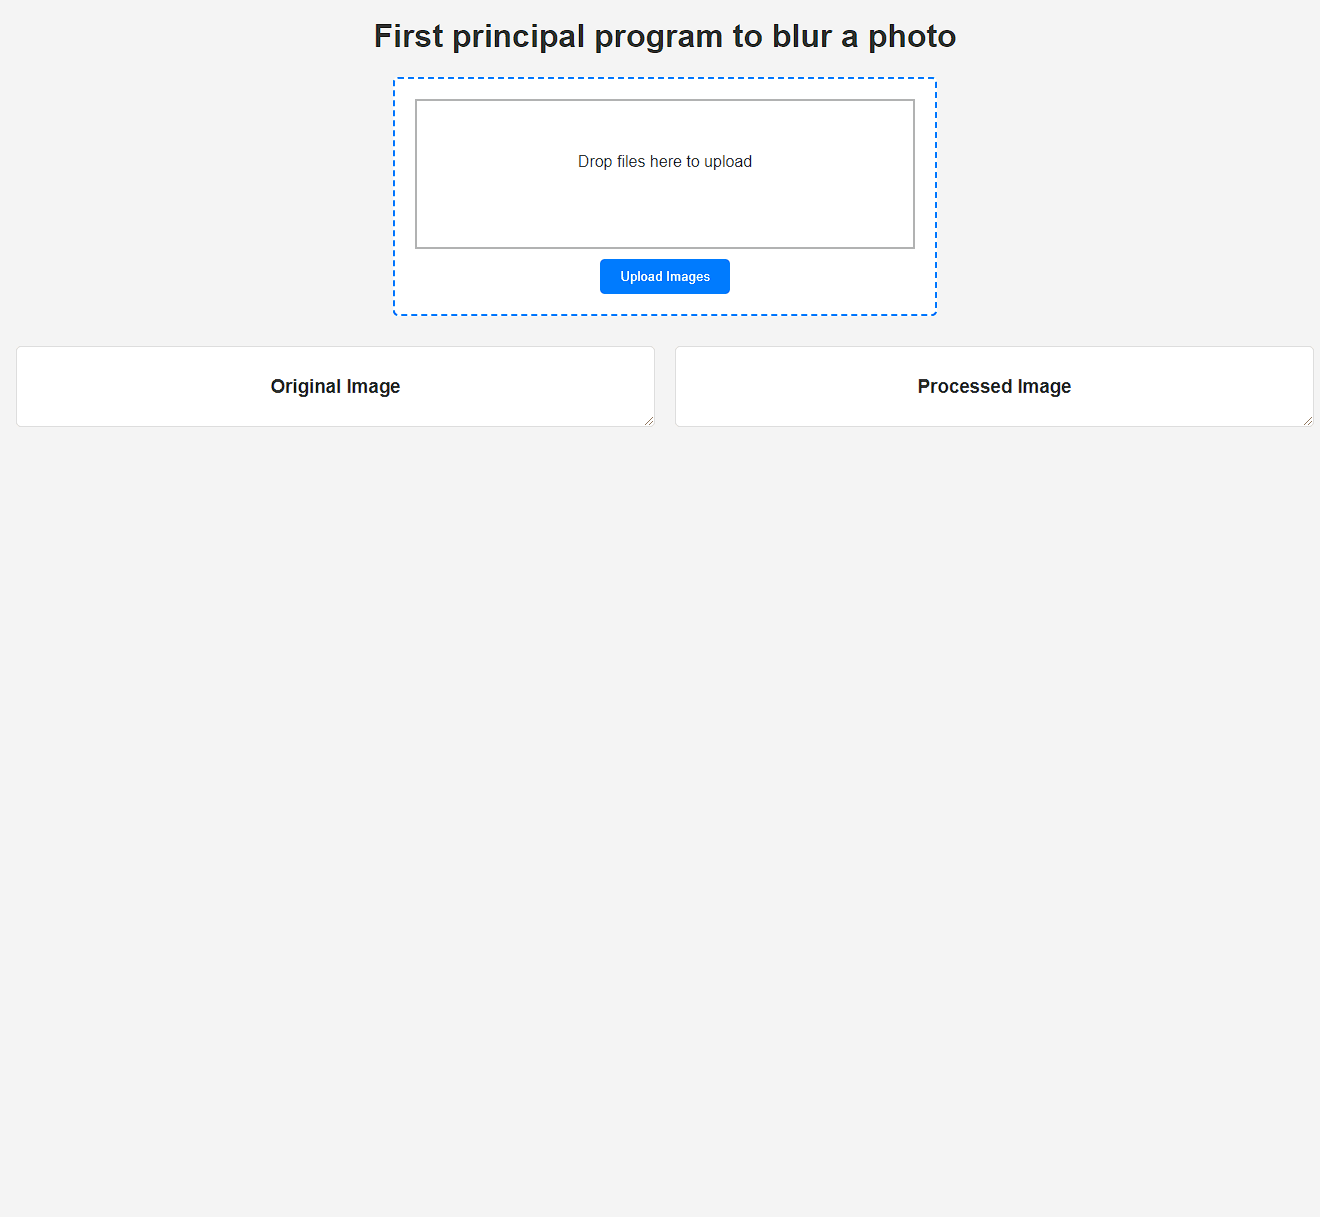 First principal program to blur a photo
Drop files here to upload
Upload Images
Original Image
Processed Image